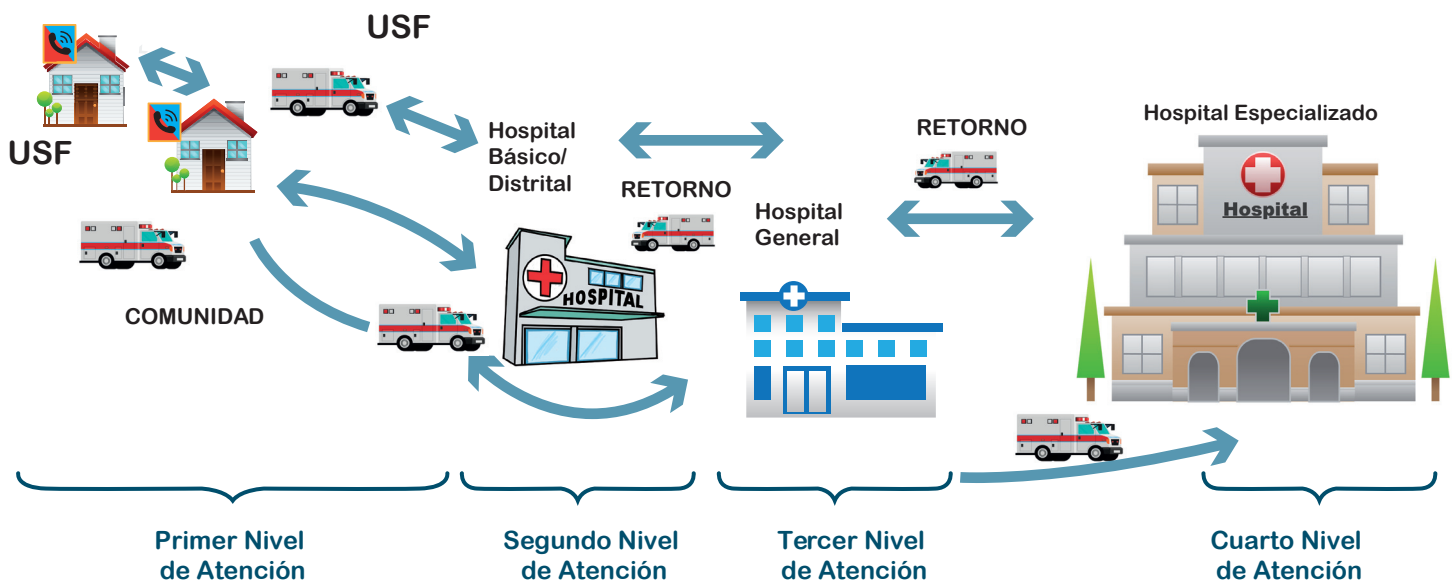 USF
USF
Hospital
Básico/
Distrital
RETORNO
Hospital
General
RETORNO
Hospital Especializado
Hospital
HOSPITAL
COMUNIDAD
Primer Nivel
de Atención
Segundo Nivel
de Atención
Tercer Nivel
de Atención
Cuarto Nivel
de Atención